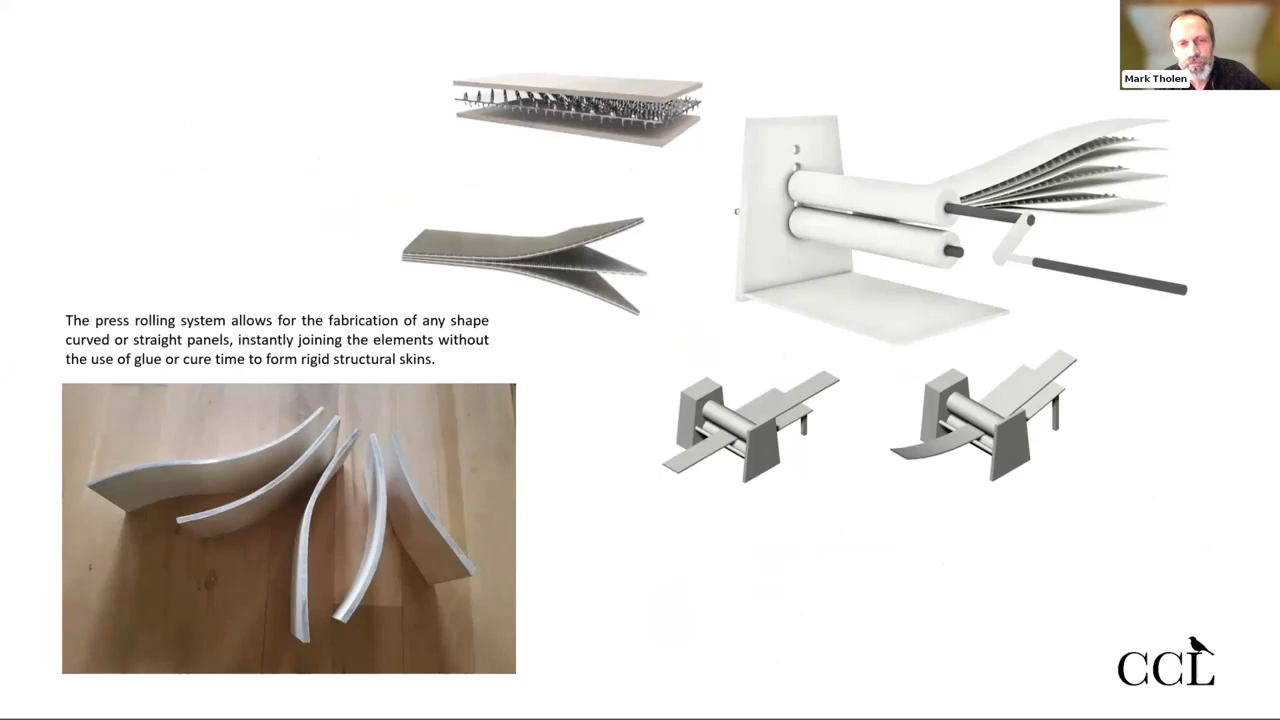 Mark Tholen
The press rolling system allows for the fabrication of any shape
curved or straight panels, instantly joining the elements without
the use of glue or cure time to form rigid structural skins.
CCL